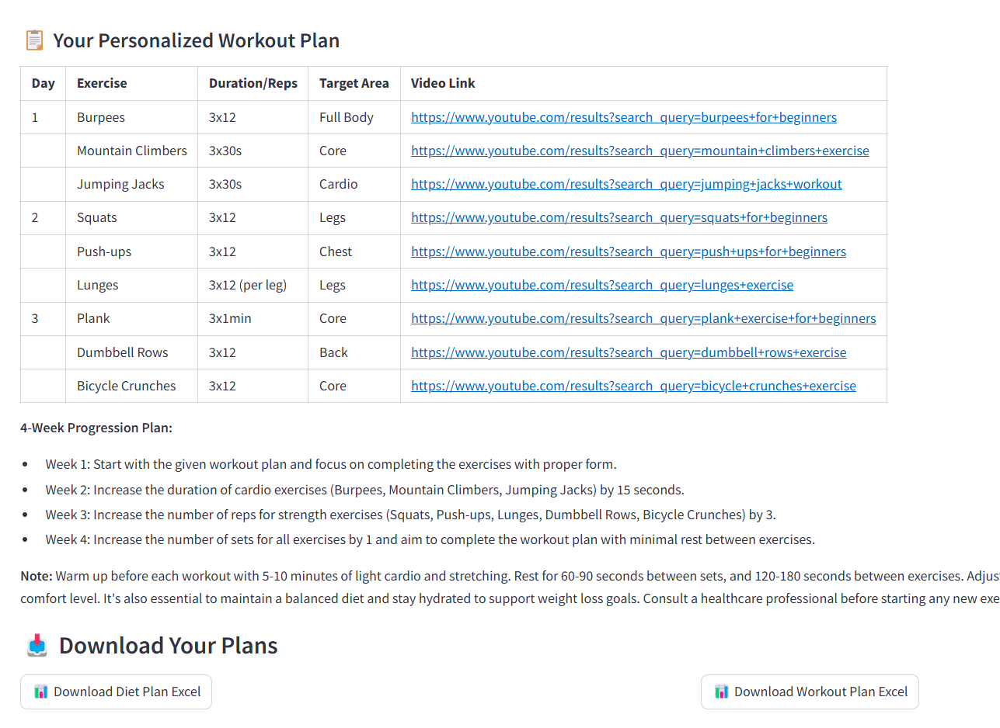 📋 Your Personalized Workout Plan
Day Exercise Duration/Reps Target Area Video Link
1 Burpees 3x12 Full Body https://www.youtube.com/results?search_query=burpees+for+beginners
Mountain Climbers 3x30s Core https://www.youtube.com/results?search_query=mountain+climbers+exercise
Jumping Jacks 3x30s Cardio https://www.youtube.com/results?search_query=jumping+jacks+workout
2 Squats 3x12 Legs https://www.youtube.com/results?search_query=squats+for+beginners
Push-ups 3x12 Chest https://www.youtube.com/results?search_query=push+ups+for+beginners
Lunges 3x12 (per leg) Legs https://www.youtube.com/results?search_query=lunges+exercise
3 Plank 3x1min Core https://www.youtube.com/results?search_query=plank+exercise+for+beginners
Dumbbell Rows 3x12 Back https://www.youtube.com/results?search_query=dumbbell+rows+exercise
Bicycle Crunches 3x12 Core https://www.youtube.com/results?search_query=bicycle+crunches+exercise
4-Week Progression Plan:
• Week 1: Start with the given workout plan and focus on completing the exercises with proper form.
• Week 2: Increase the duration of cardio exercises (Burpees, Mountain Climbers, Jumping Jacks) by 15 seconds.
• Week 3: Increase the number of reps for strength exercises (Squats, Push-ups, Lunges, Dumbbell Rows, Bicycle Crunches) by 3.
• Week 4: Increase the number of sets for all exercises by 1 and aim to complete the workout plan with minimal rest between exercises.
Note: Warm up before each workout with 5-10 minutes of light cardio and stretching. Rest for 60-90 seconds between sets, and 120-180 seconds between exercises. Adjus
comfort level. It's also essential to maintain a balanced diet and stay hydrated to support weight loss goals. Consult a healthcare professional before starting any new exe
📥 Download Your Plans
📊 Download Diet Plan Excel
📊 Download Workout Plan Excel